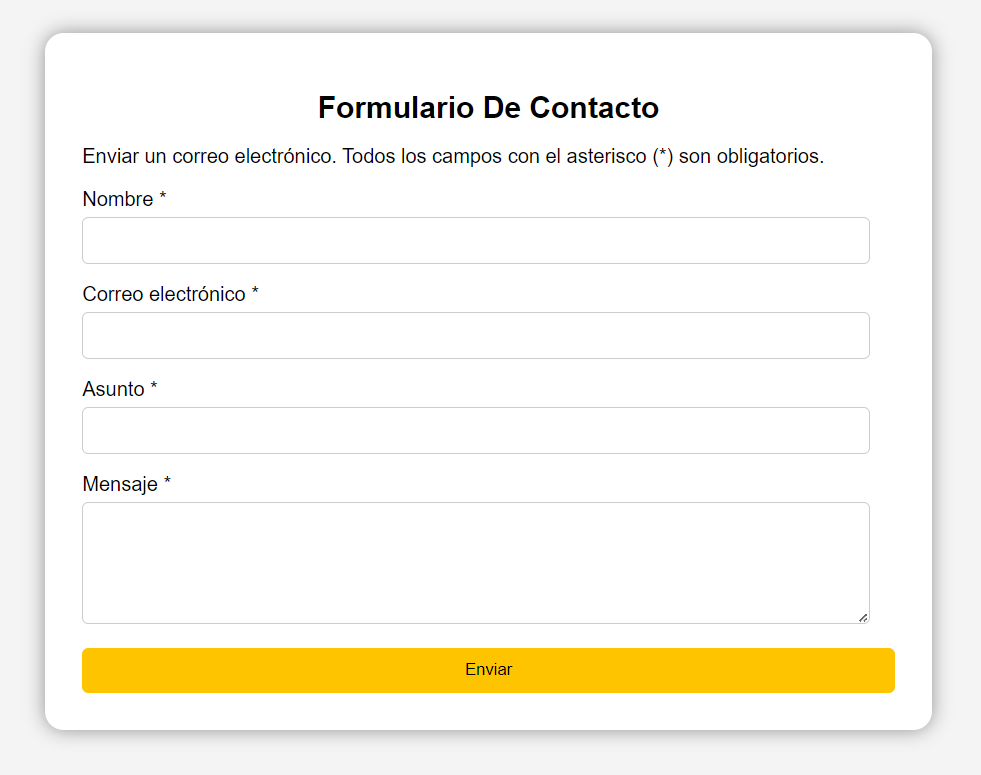 Formulario De Contacto
Enviar un correo electrónico. Todos los campos con el asterisco (*) son obligatorios.
Nombre *
Correo electrónico *
Asunto *
Mensaje *
Enviar